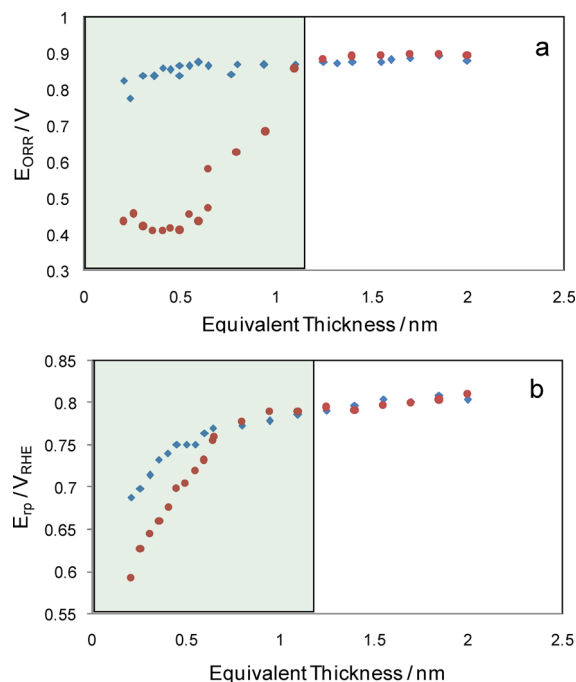 1
a
0.9
0.8
0.7
E_ORR / V
0.6
0.5
0.4
0.3
0 0.5 1 1.5 2 2.5
Equivalent Thickness / nm
0.85
b
0.8
0.75
E_rp / V_RHE
0.7
0.65
0.6
0.55
0 0.5 1 1.5 2 2.5
Equivalent Thickness / nm